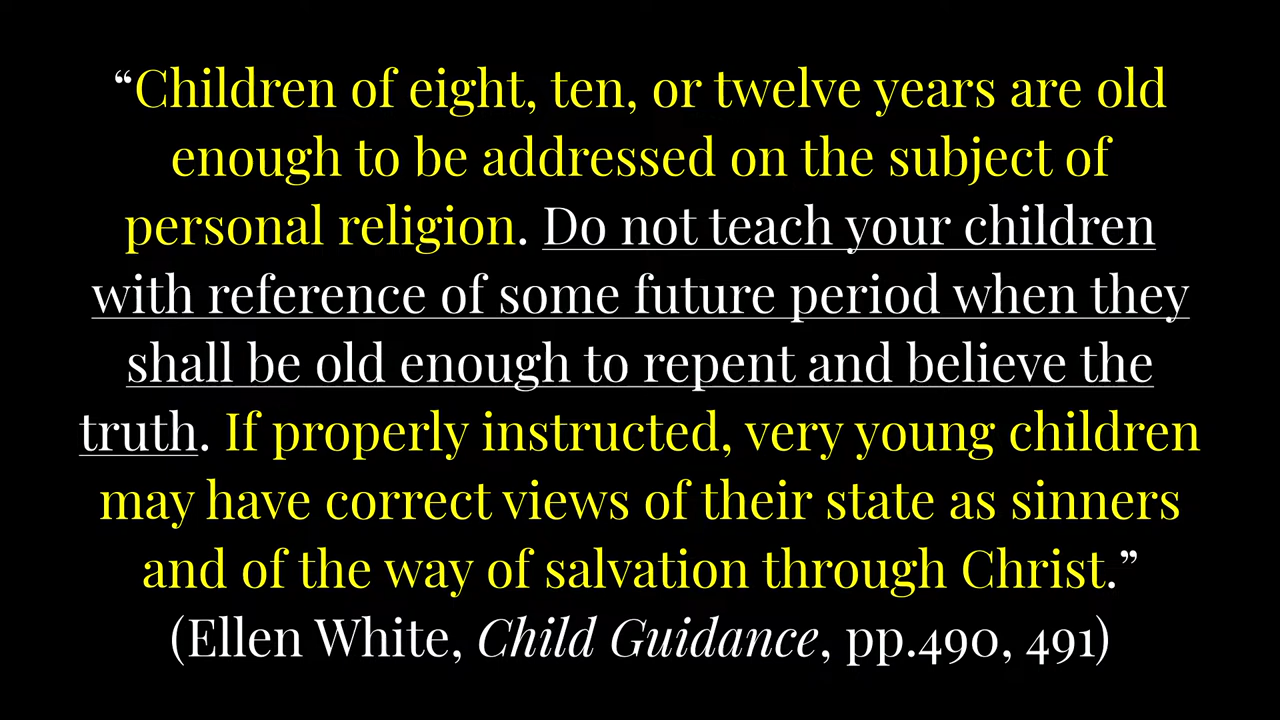 “Children of eight, ten, or twelve years are old
enough to be addressed on the subject of
personal religion. Do not teach your children
with reference of some future period when they
shall be old enough to repent and believe the
truth. If properly instructed, very young children
may have correct views of their state as sinners
and of the way of salvation through Christ.”
(Ellen White, Child Guidance, pp.490, 491)